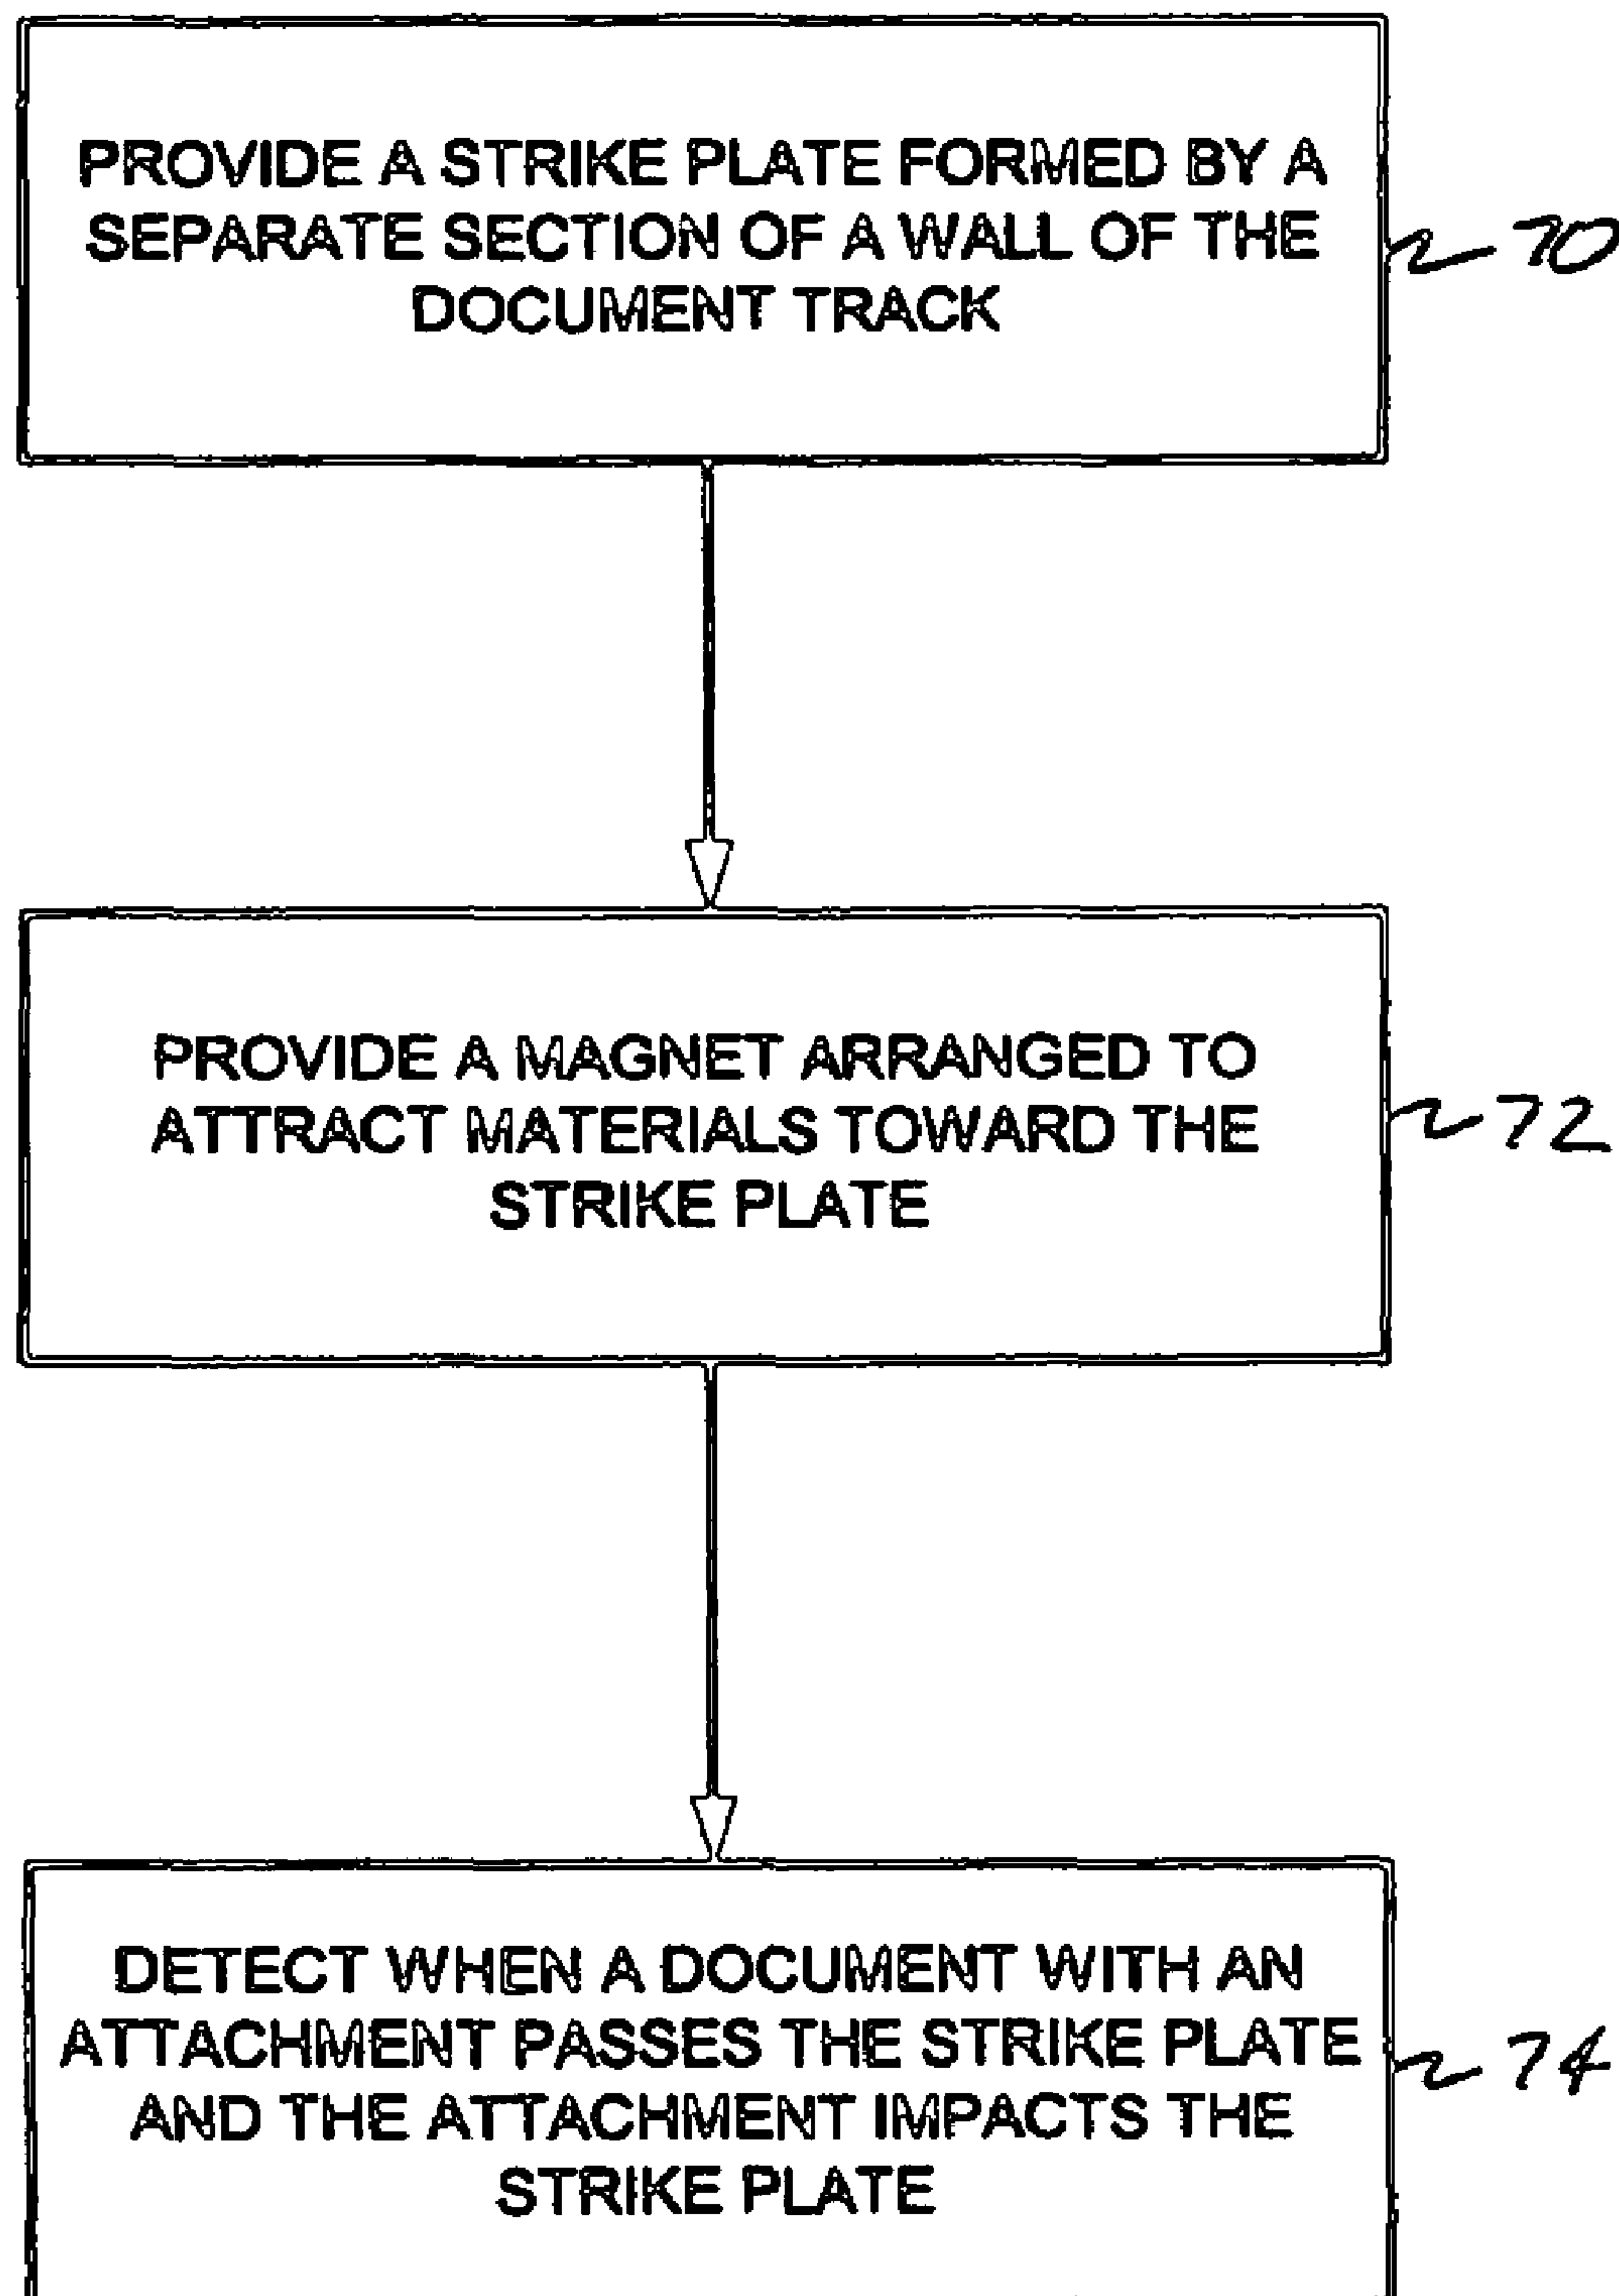 PROVIDE A STRIKE PLATE FORMED BY A
SEPARATE SECTION OF A WALL OF THE
DOCUMENT TRACK
70
PROVIDE A MAGNET ARRANGED TO
ATTRACT MATERIALS TOWARD THE
STRIKE PLATE
72
DETECT WHEN A DOCUMENT WITH AN
ATTACHMENT PASSES THE STRIKE PLATE
AND THE ATTACHMENT IMPACTS THE
STRIKE PLATE
74